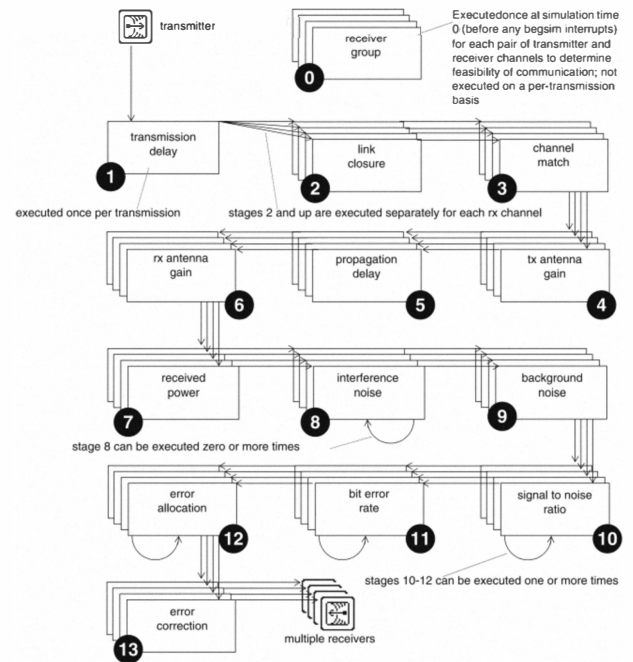 transmitter
receiver
group
0
Executedonce at simulation time
0 (before any begsim interrupts)
for each pair of transmitter and
receiver channels to determine
feasibility of communication; not
executed on a per-transmission
basis
transmission
delay
1
link
closure
2
channel
match
3
executed once per transmission
stages 2 and up are executed separately for each rx channel
rx antenna
gain
6
propagation
delay
5
tx antenna
gain
4
received
power
7
interference
noise
8
background
noise
9
stage 8 can be executed zero or more times
error
allocation
12
bit error
rate
11
signal to noise
ratio
10
stages 10-12 can be executed one or more times
error
correction
13
multiple receivers